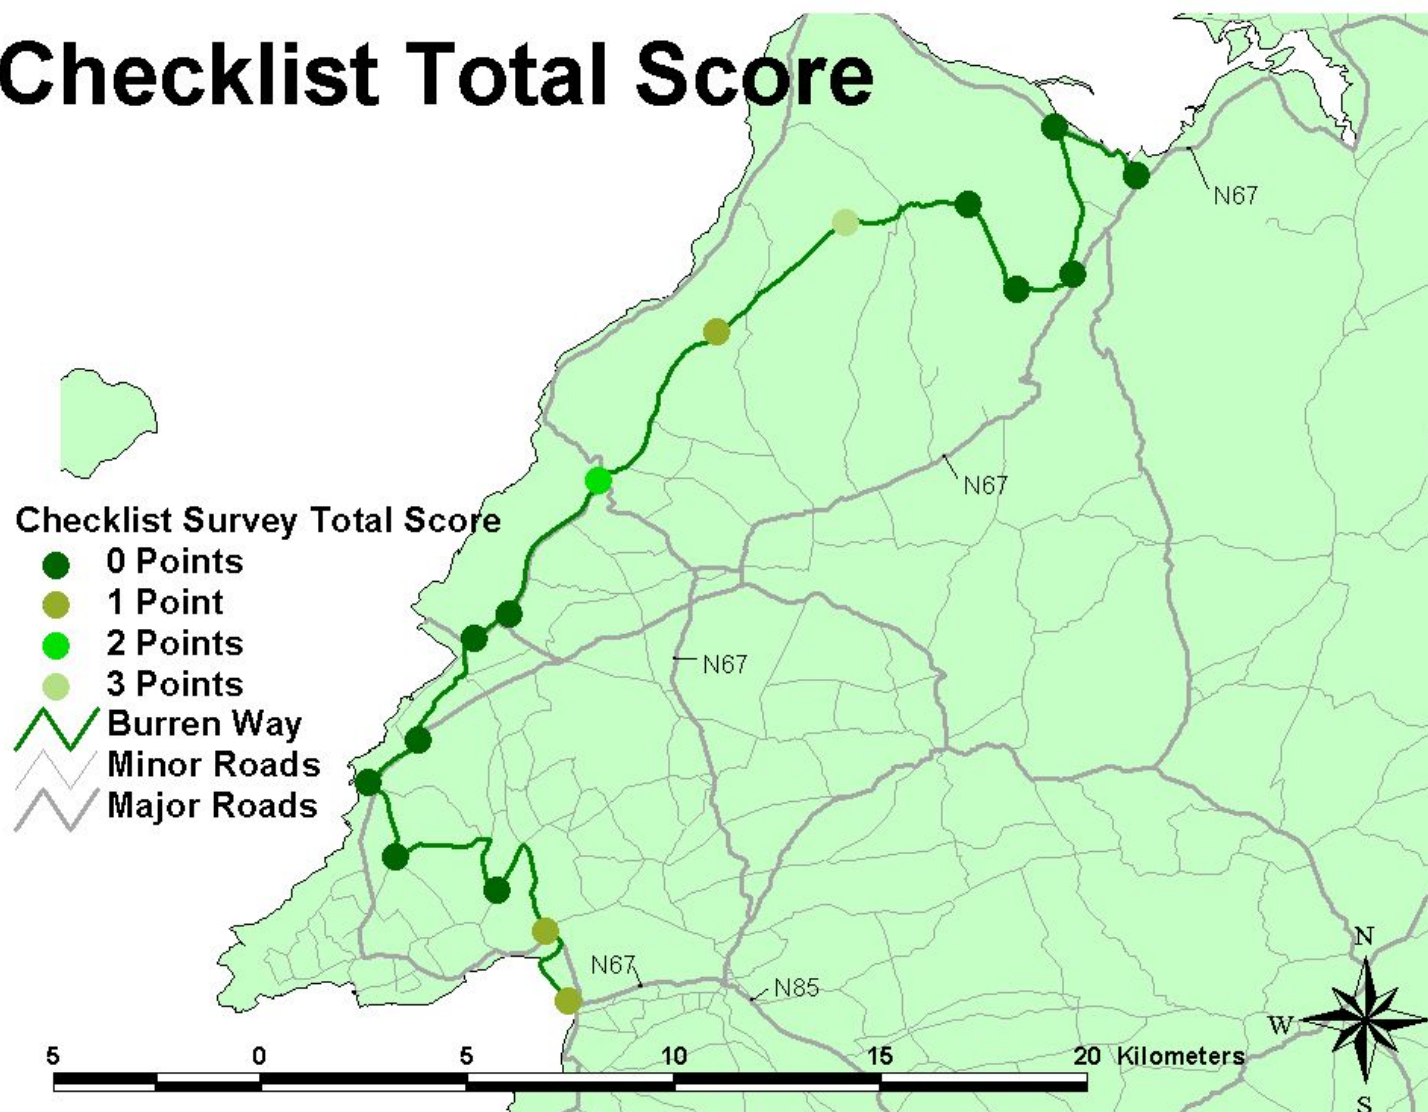 Checklist Total Score
N67
N67
Checklist Survey Total Score
0 Points
1 Point
2 Points
3 Points
Burren Way
Minor Roads
Major Roads
N67
N67
N85
N
W
S
5 0 5 10 15 20 Kilometers